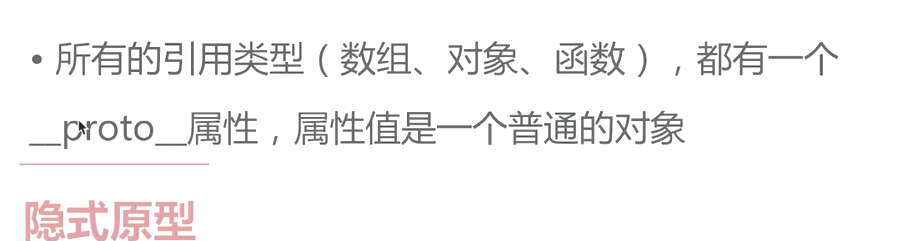 • 所有的引用类型（数组、对象、函数），都有一个
__proto__属性，属性值是一个普通的对象
隐式原型